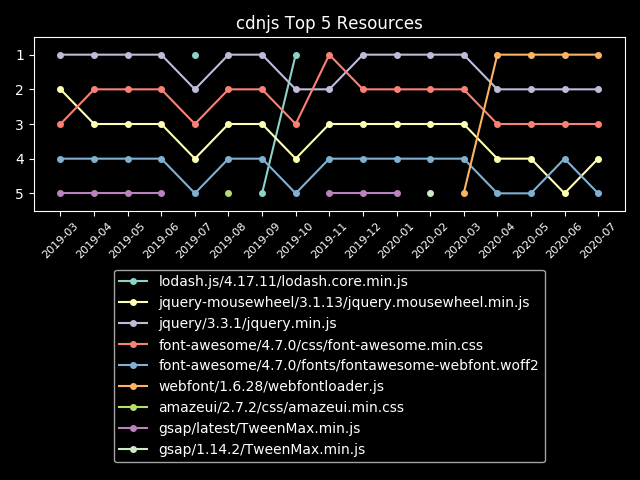 cdnjs Top 5 Resources
1
2
3
4
5
2019-03 2019-04 2019-05 2019-06 2019-07 2019-08 2019-09 2019-10 2019-11 2019-12 2020-01 2020-02 2020-03 2020-04 2020-05 2020-06 2020-07
lodash.js/4.17.11/lodash.core.min.js
jquery-mousewheel/3.1.13/jquery.mousewheel.min.js
jquery/3.3.1/jquery.min.js
font-awesome/4.7.0/css/font-awesome.min.css
font-awesome/4.7.0/fonts/fontawesome-webfont.woff2
webfont/1.6.28/webfontloader.js
amazeui/2.7.2/css/amazeui.min.css
gsap/latest/TweenMax.min.js
gsap/1.14.2/TweenMax.min.js